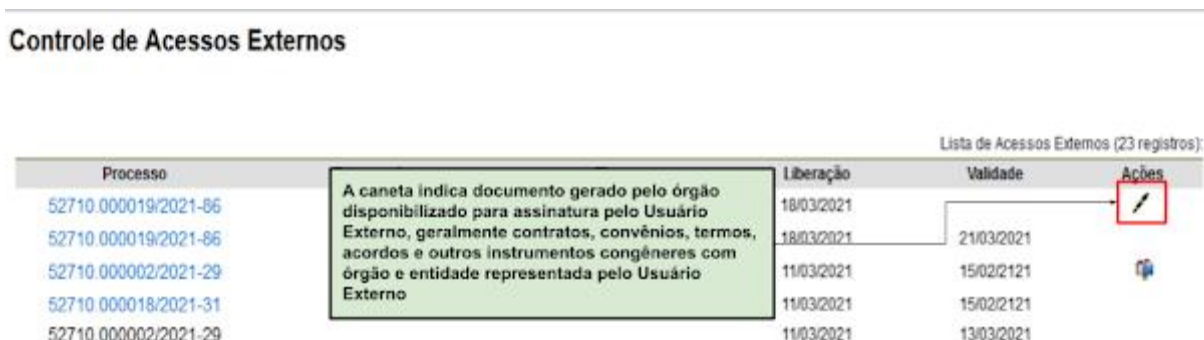 Controle de Acessos Externos
Lista de Acessos Externos (23 registros):
Processo Liberação Validade Ações
52710.000019/2021-86 18/03/2021
52710.000019/2021-86 18/03/2021 21/03/2021
52710.000002/2021-29 11/03/2021 15/02/2121
52710.000018/2021-31 11/03/2021 15/02/2121
52710.000002/2021-29 11/03/2021 13/03/2021
A caneta indica documento gerado pelo órgão
disponibilizado para assinatura pelo Usuário
Externo, geralmente contratos, convênios, termos,
acordos e outros instrumentos congêneres com
órgão e entidade representada pelo Usuário
Externo